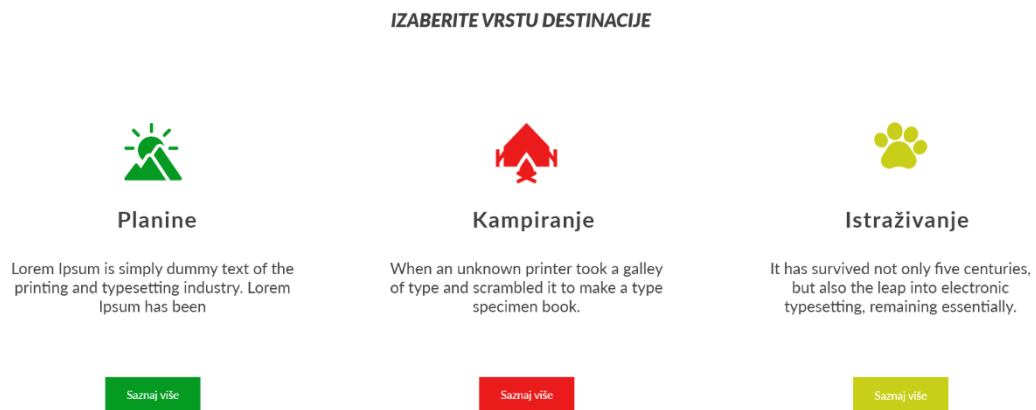 IZABERITE VRSTU DESTINACIJE
Planine
Lorem Ipsum is simply dummy text of the
printing and typesetting industry. Lorem
Ipsum has been
Saznaj više
Kampiranje
When an unknown printer took a galley
of type and scrambled it to make a type
specimen book.
Saznaj više
Istraživanje
It has survived not only five centuries,
but also the leap into electronic
typesetting, remaining essentially.
Saznaj više